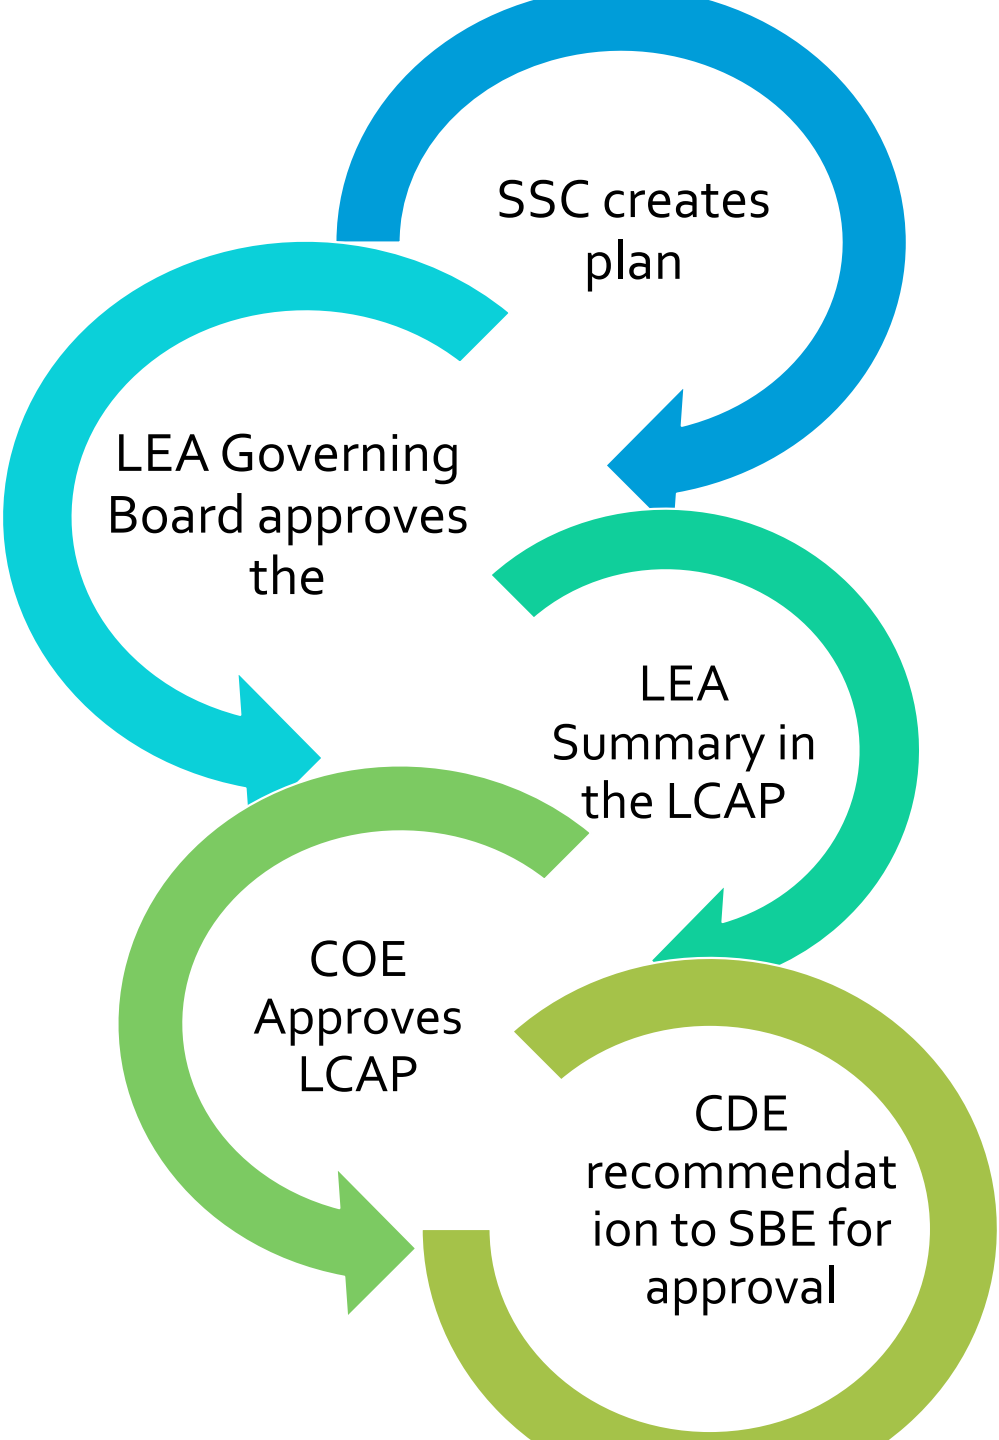 SSC creates
plan
LEA Governing
Board approves
the
LEA
Summary in
the LCAP
COE
Approves
LCAP
CDE
recommendat
ion to SBE for
approval